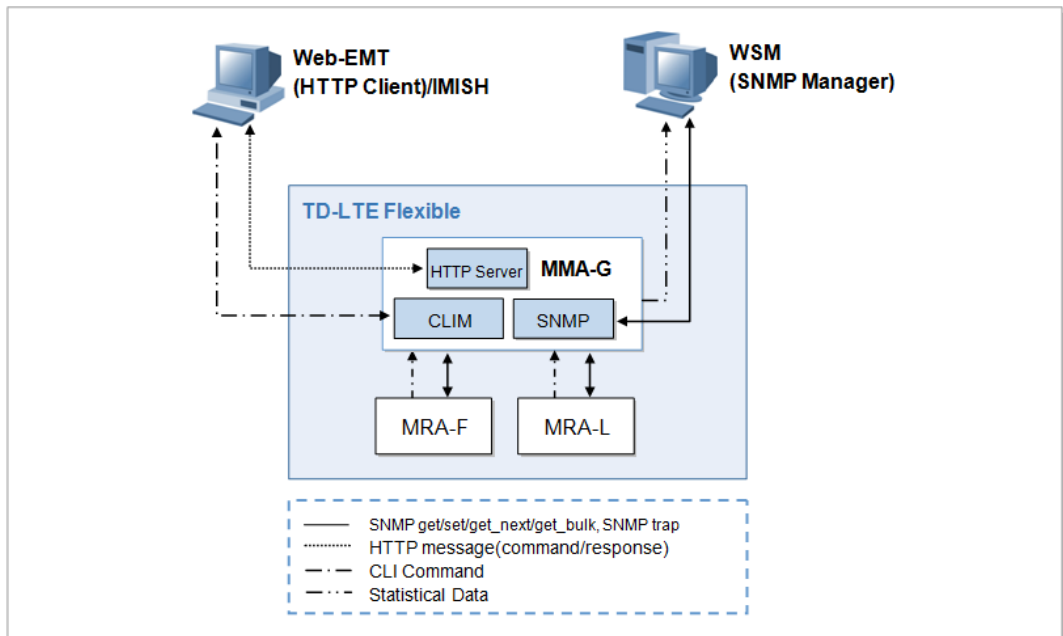 Web-EMT
(HTTP Client)/IMISH
WSM
(SNMP Manager)
TD-LTE Flexible
HTTP Server
MMA-G
CLIM
SNMP
MRA-F
MRA-L
SNMP get/set/get_next/get_bulk, SNMP trap
HTTP message(command/response)
CLI Command
Statistical Data